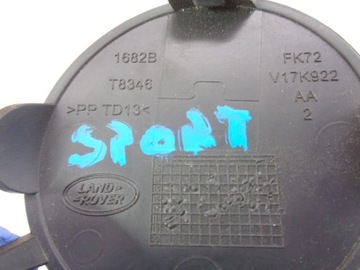 1682B
FK72
T8346
V17K922
>PP TD13<
AA
2
SPORT
LAND-
-ROVER